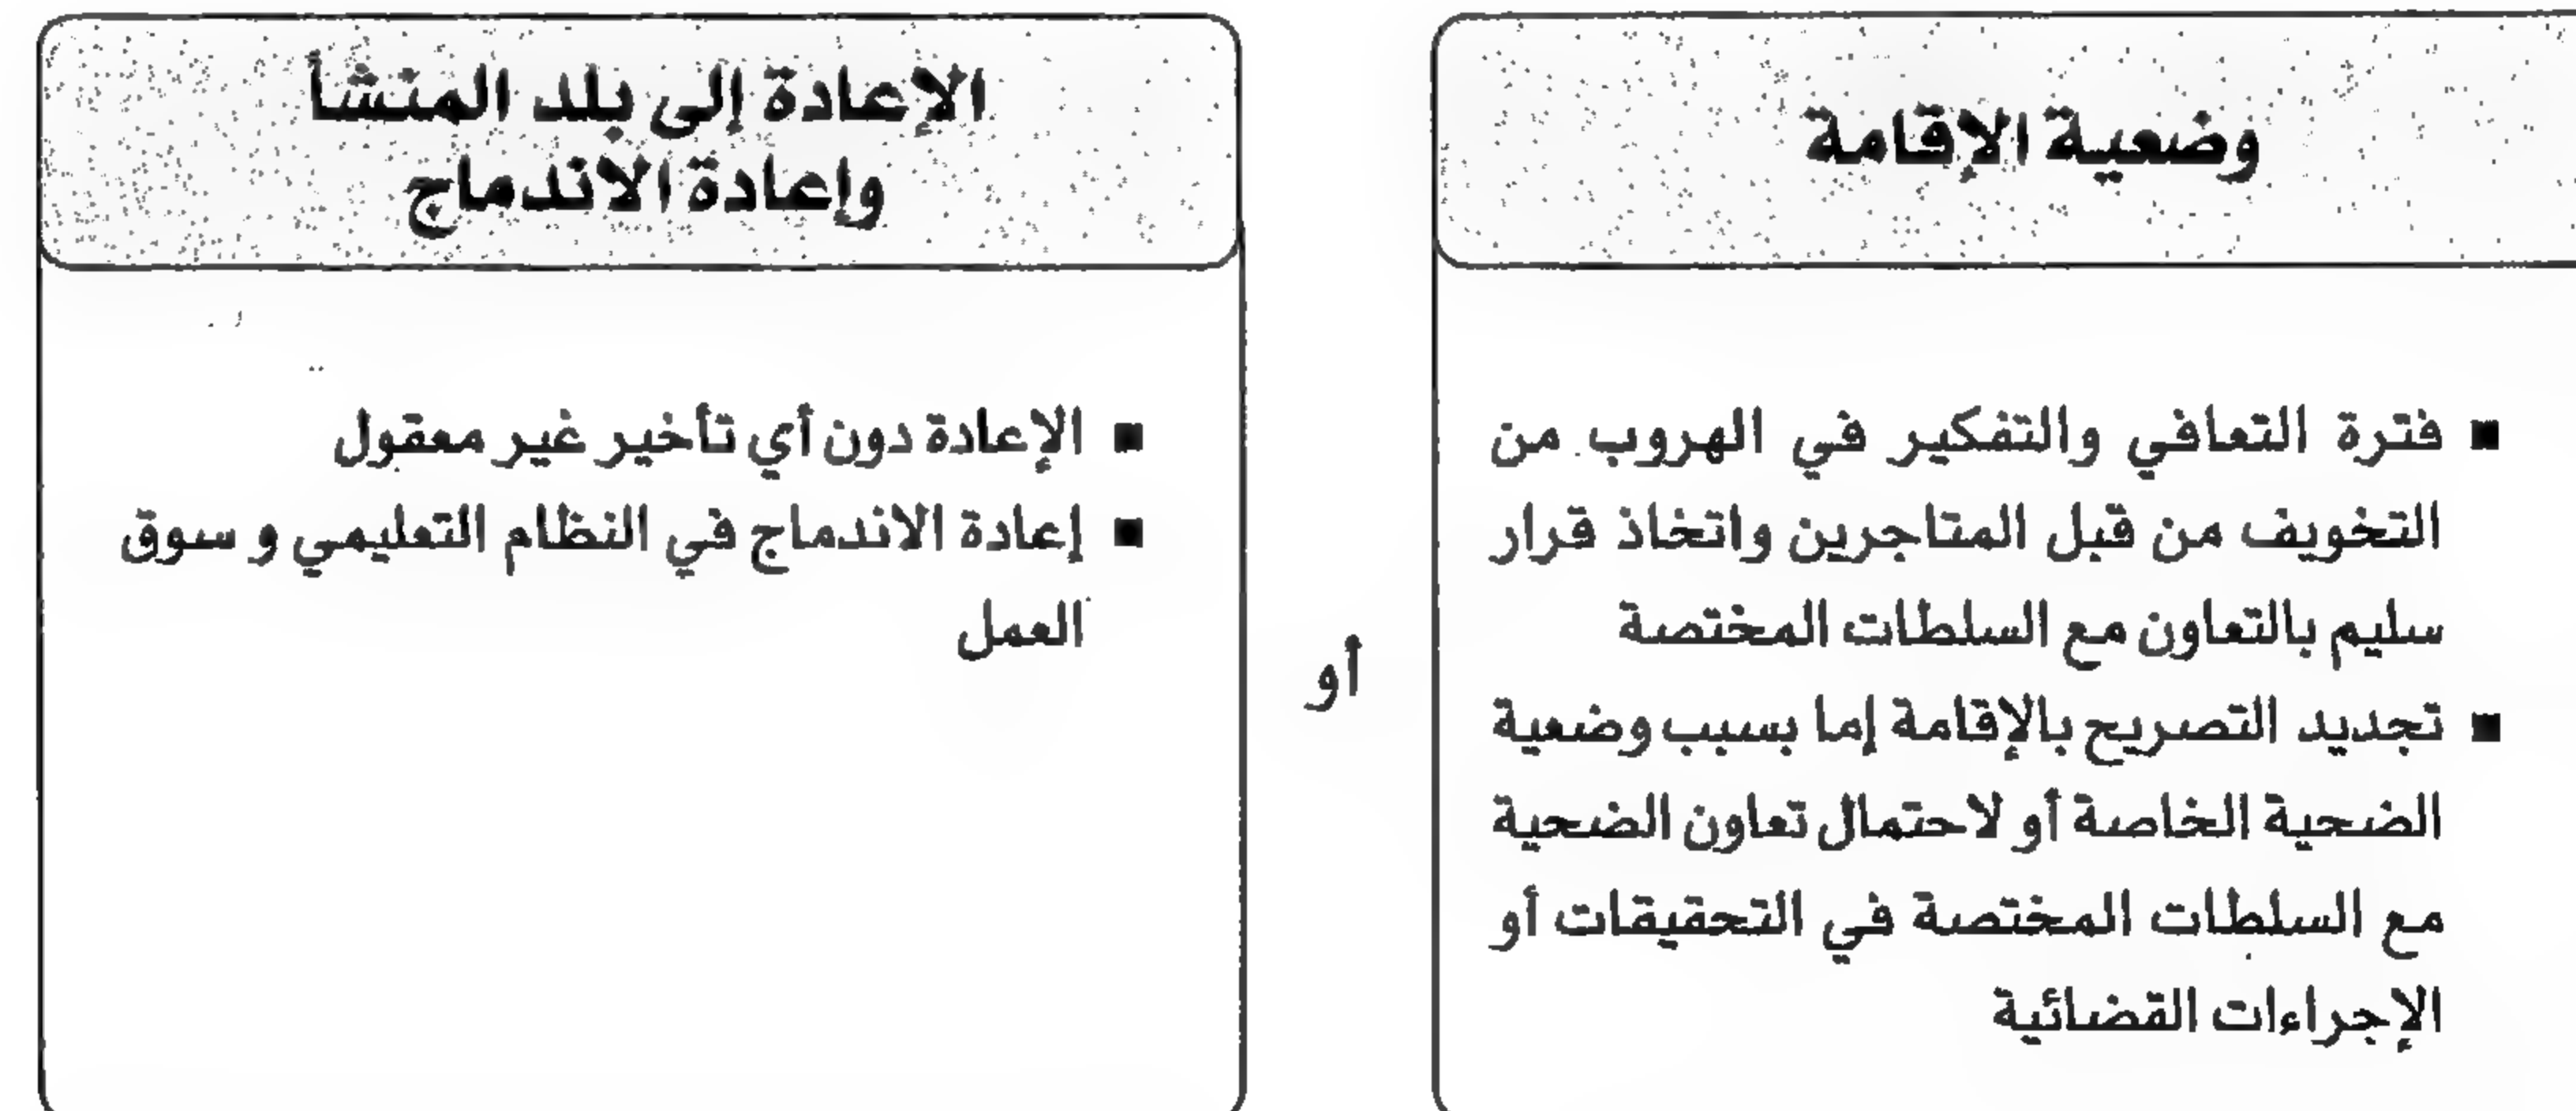 وضعية الإقامة
فترة التعافي والتفكير في الهروب من
التخويف من قبل المتاجرين واتخاذ قرار
سليم بالتعاون مع السلطات المختصة
تجديد التصريح بالإقامة إما بسبب وضعية
الضحية الخاصة أو لاحتمال تعاون الضحية
مع السلطات المختصة في التحقيقات أو
الإجراءات القضائية
أو
الإعادة إلى بلد المنشأ
وإعادة الاندماج
الإعادة دون أي تأخير غير معقول
إعادة الاندماج في النظام التعليمي و سوق
العمل